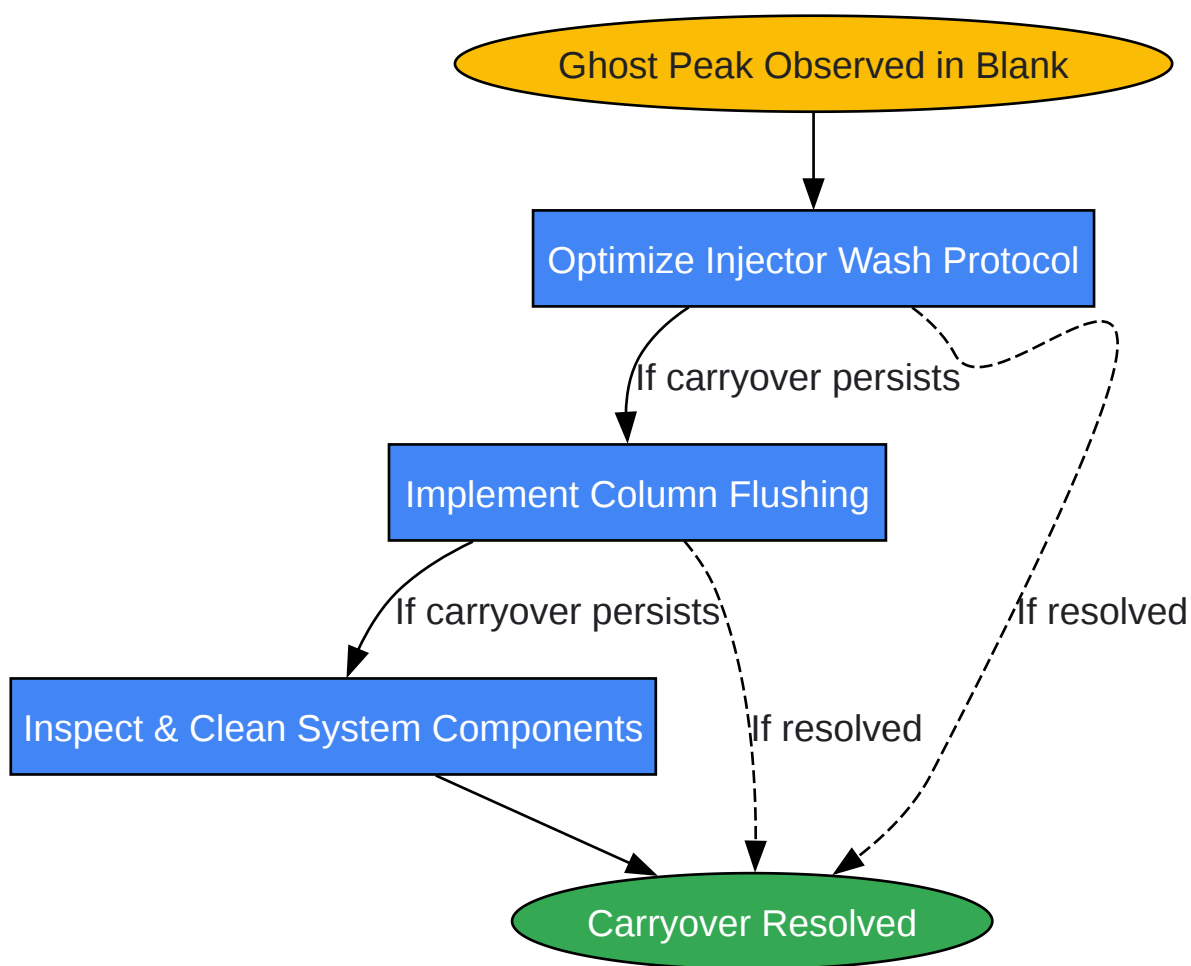 Ghost Peak Observed in Blank
Optimize Injector Wash Protocol
If carryover persists
Implement Column Flushing
If carryover persists
If resolved
Inspect & Clean System Components
If resolved
Carryover Resolved